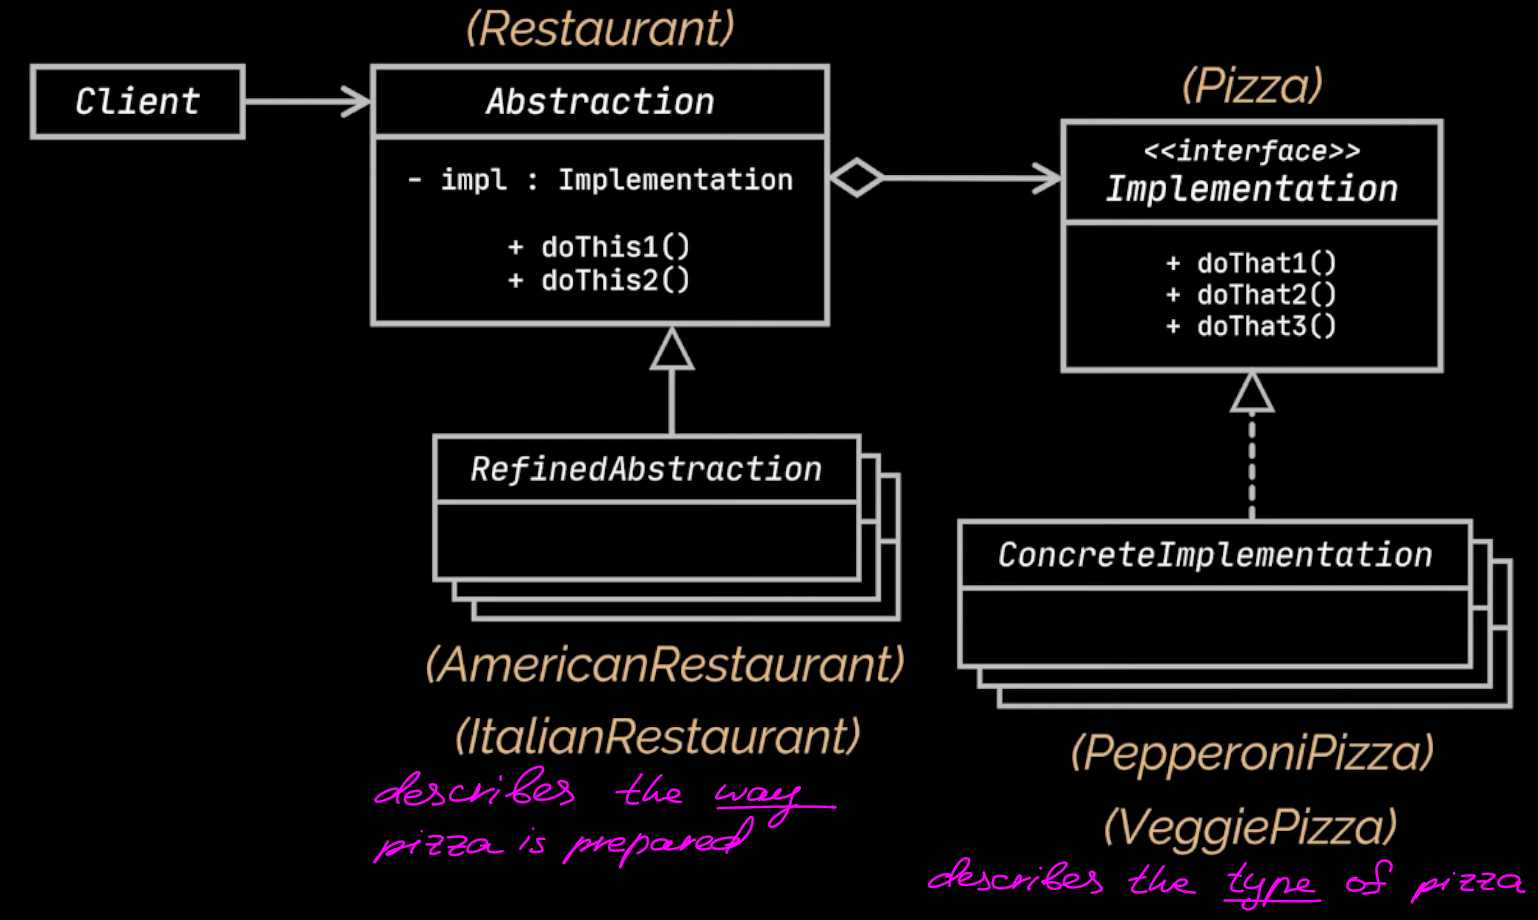 (Restaurant)
Client
Abstraction
- impl : Implementation
+ doThis1()
+ doThis2()
(Pizza)
<<interface>>
Implementation
+ doThat1()
+ doThat2()
+ doThat3()
RefinedAbstraction
(AmericanRestaurant)
(ItalianRestaurant)
describes the way
pizza is prepared
ConcreteImplementation
(PepperoniPizza)
(VeggiePizza)
describes the type of pizza